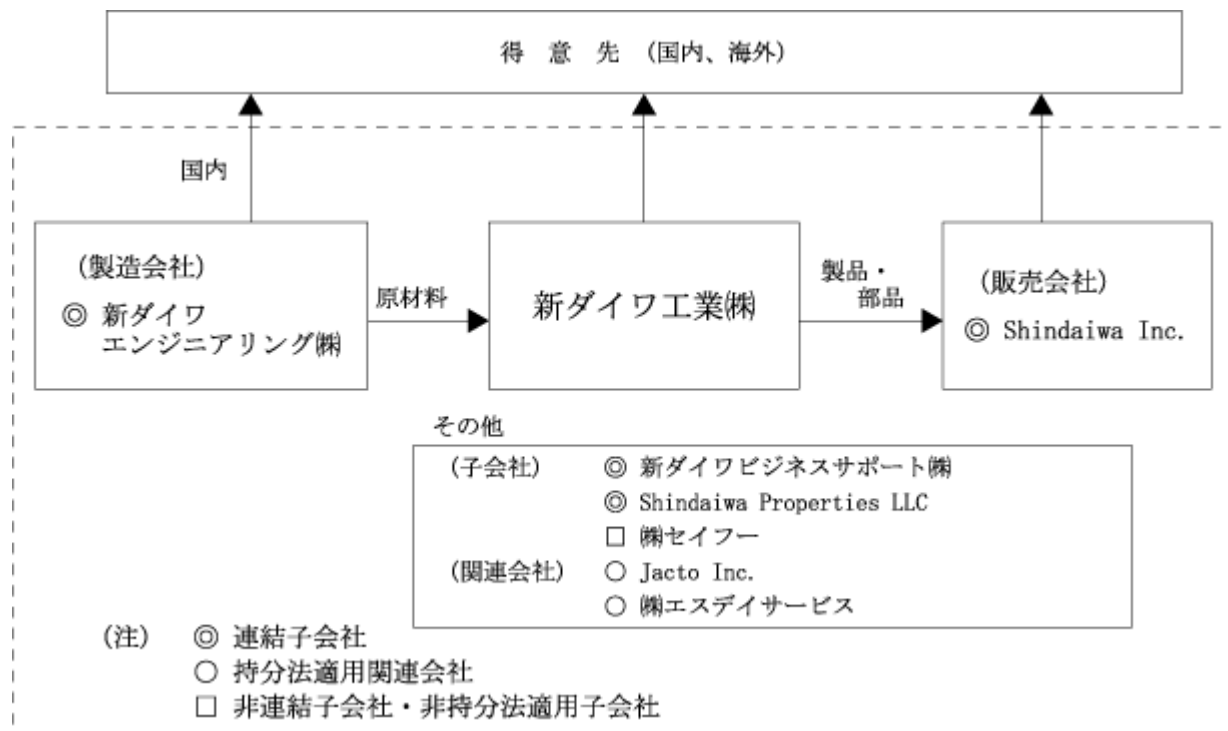 得 意 先 (国内、海外)
国内
(製造会社)
◎ 新ダイワ
エンジニアリング㈱
原材料
新ダイワ工業㈱
製品・
部品
(販売会社)
◎ Shindaiwa Inc.
その他
(子会社) ◎ 新ダイワビジネスサポート㈱
◎ Shindaiwa Properties LLC
□ ㈱セイフー
(関連会社) ○ Jacto Inc.
○ ㈱エスデイサービス
(注) ◎ 連結子会社
○ 持分法適用関連会社
□ 非連結子会社・非持分法適用子会社